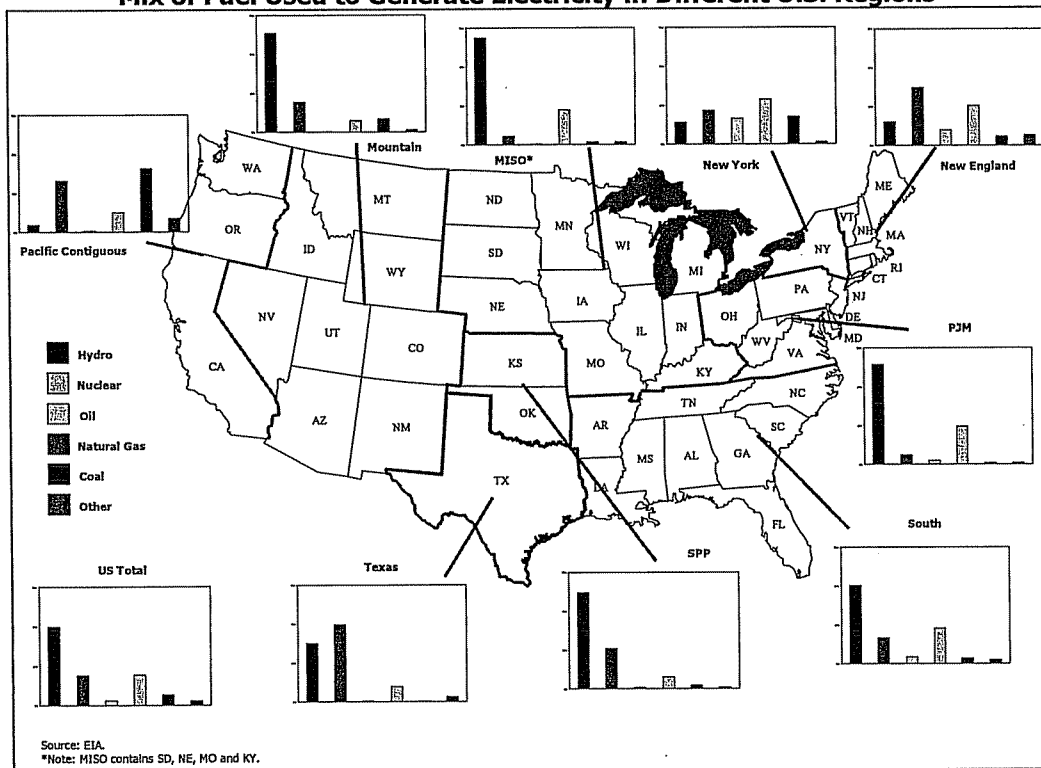 Mix of Fuel Used to Generate Electricity in Different U.S. Regions
Mountain
MISO*
New York
New England
Pacific Contiguous
WA
MT
ND
MN
ME
VT
NH
OR
ID
SD
WI
MI
NY
MA
WY
RI
CT
IA
PA
NJ
NE
NV
UT
IL
IN
OH
DE
PJM
CO
MD
WV
VA
Hydro
CA
KS
MO
KY
Nuclear
NC
TN
Oil
AZ
NM
OK
AR
SC
Natural Gas
MS
AL
GA
Coal
TX
LA
Other
FL
South
US Total
Texas
SPP
Source: EIA.
*Note: MISO contains SD, NE, MO and KY.